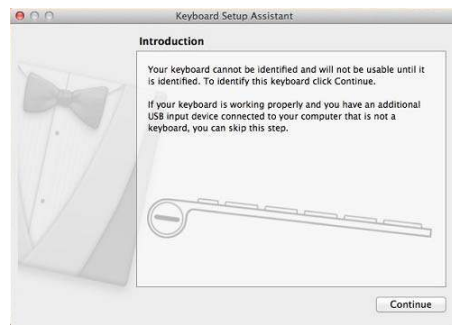 Keyboard Setup Assistant
Introduction
Your keyboard cannot be identified and will not be usable until it
is identified. To identify this keyboard click Continue.
If your keyboard is working properly and you have an additional
USB input device connected to your computer that is not a
keyboard, you can skip this step.
Continue